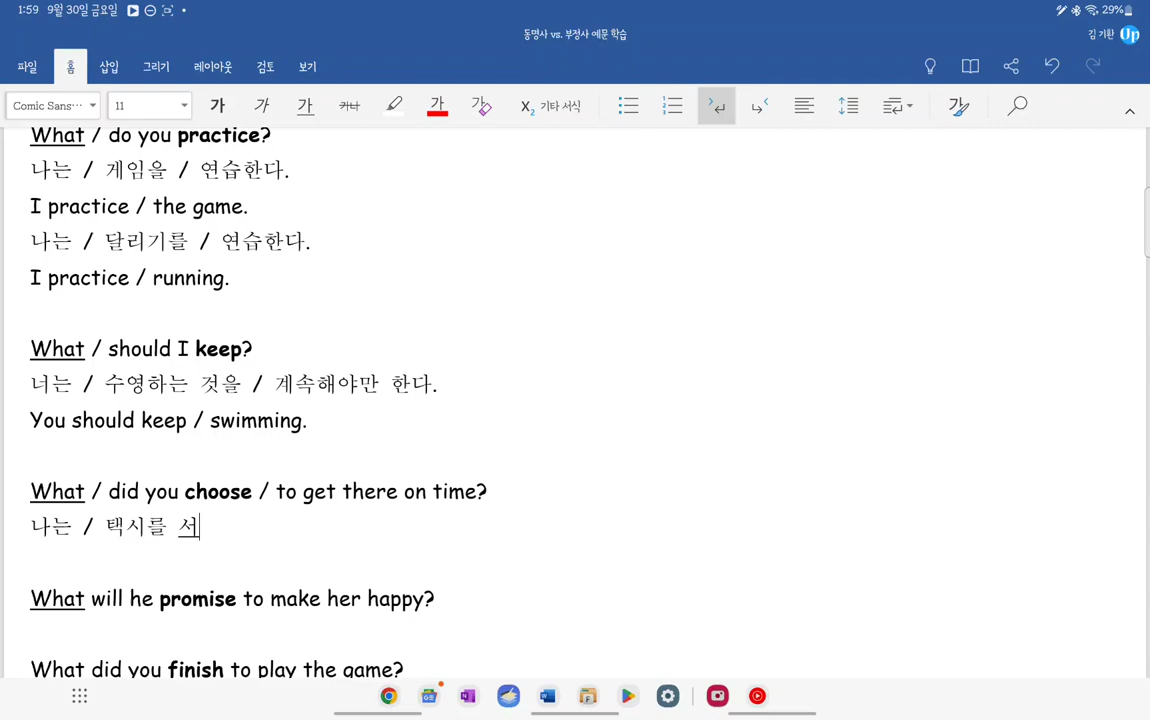 1:59 9월 30일 금요일 29%
동명사 vs. 부정사 예문 학습
김 기환 Up
파일 홈 삽입 그리기 레이아웃 검토 보기
Comic Sans··· 11 가 가 가 가나 가 가 X₂ 기타 서식 가
What / do you practice?
나는 / 게임을 / 연습한다.
I practice / the game.
나는 / 달리기를 / 연습한다.
I practice / running.
What / should I keep?
너는 / 수영하는 것을 / 계속해야만 한다.
You should keep / swimming.
What / did you choose / to get there on time?
나는 / 택시를 서
What will he promise to make her happy?
What did you finish to play the game?